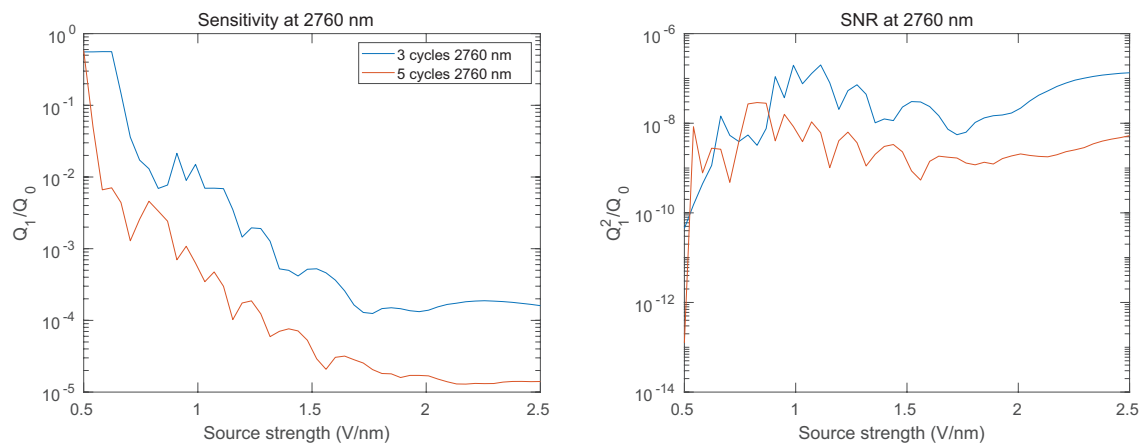 Sensitivity at 2760 nm
10^0
10^-1
10^-2
10^-3
10^-4
10^-5
Q_1/Q_0
3 cycles 2760 nm
5 cycles 2760 nm
0.5 1 1.5 2 2.5
Source strength (V/nm)
SNR at 2760 nm
10^-6
10^-8
10^-10
10^-12
10^-14
Q_1^2/Q_0
0.5 1 1.5 2 2.5
Source strength (V/nm)